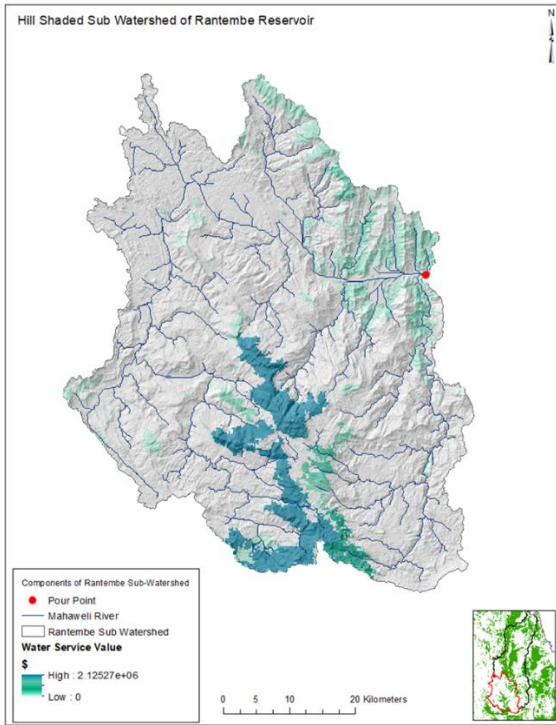 Hill Shaded Sub Watershed of Rantembe Reservoir
N
Components of Rantembe Sub-Watershed
Pour Point
Mahaweli River
Rantembe Sub Watershed
Water Service Value
$
High : 2.12527e+06
Low : 0
0 5 10 20 Kilometers